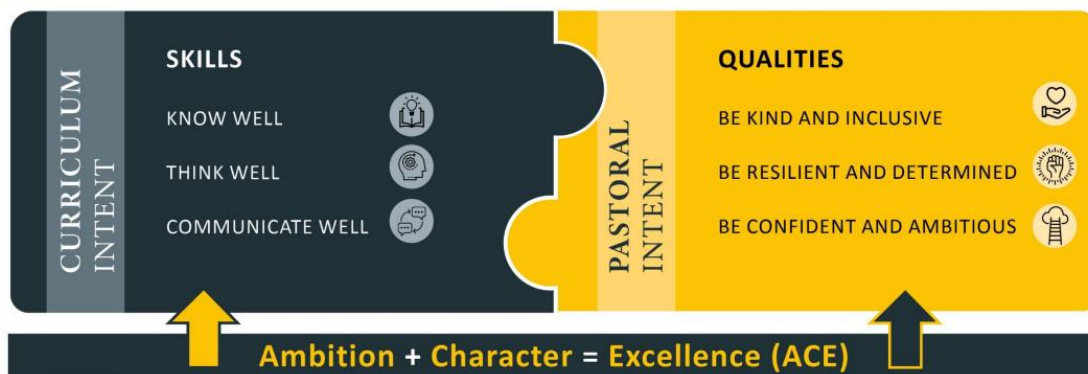 CURRICULUM
INTENT
SKILLS
KNOW WELL
THINK WELL
COMMUNICATE WELL
PASTORAL
INTENT
QUALITIES
BE KIND AND INCLUSIVE
BE RESILIENT AND DETERMINED
BE CONFIDENT AND AMBITIOUS
Ambition + Character = Excellence (ACE)